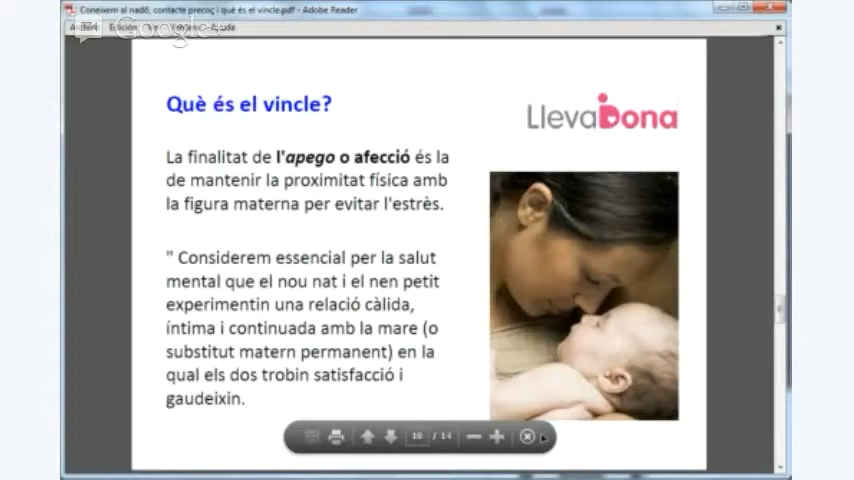 Coneixem al nadó, contacte precoç i què és el vincle.pdf - Adobe Reader
Google+
Edición
Ayuda
Què és el vincle?
LlevaDona
La finalitat de l'apego o afecció és la
de mantenir la proximitat física amb
la figura materna per evitar l'estrès.
" Considerem essencial per la salut
mental que el nou nat i el nen petit
experimentin una relació càlida,
íntima i continuada amb la mare (o
substitut matern permanent) en la
qual els dos trobin satisfacció i
gaudeixin.
10 / 14